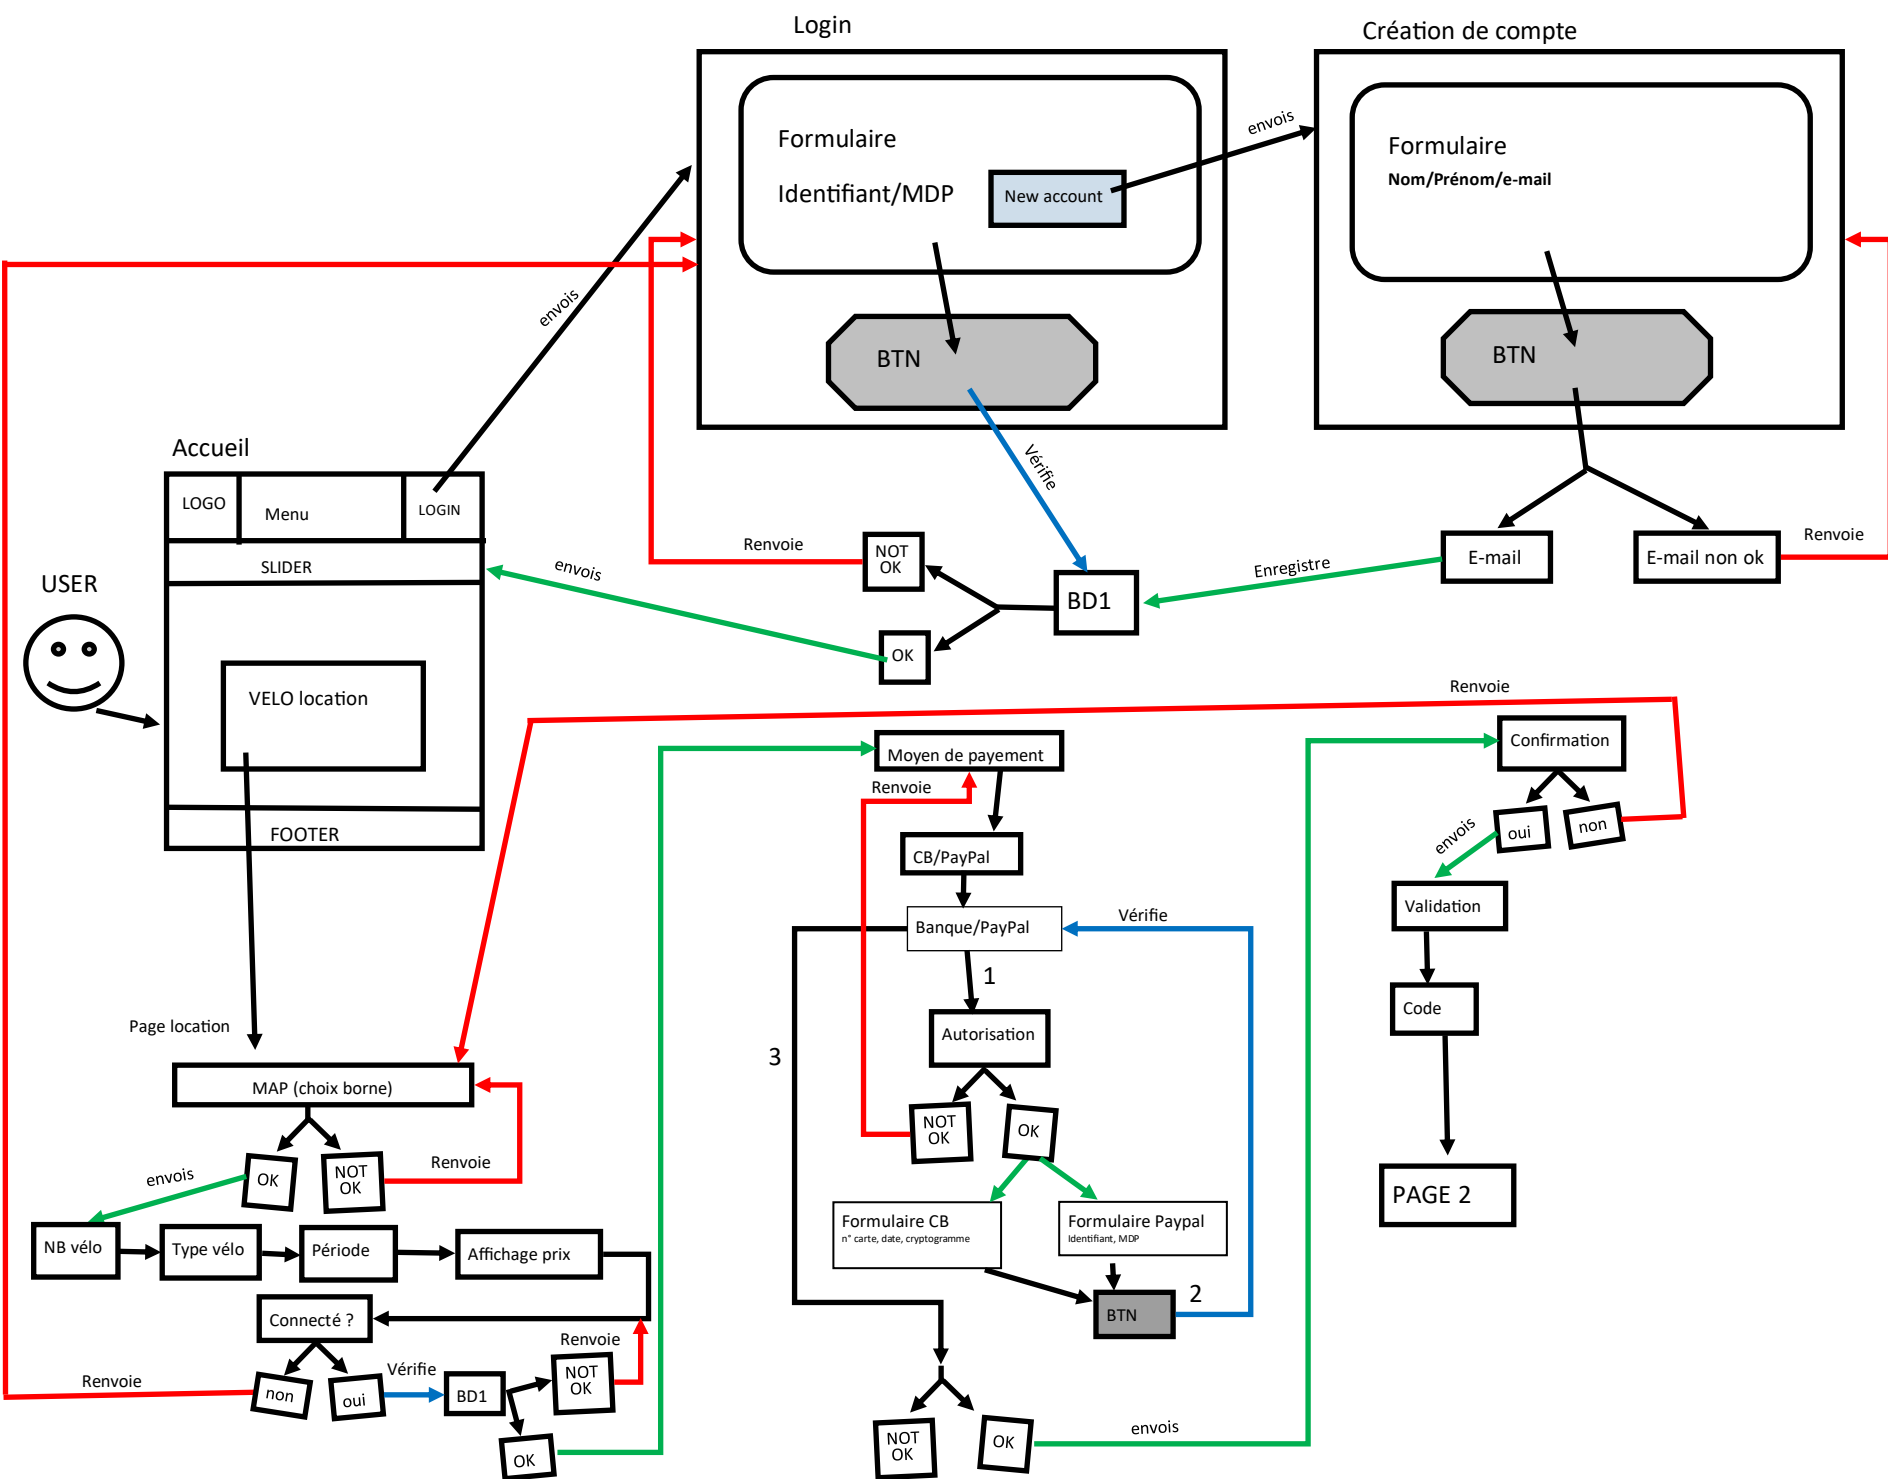 Login
Création de compte
Formulaire
Identifiant/MDP
New account
BTN
envois
Formulaire
Nom/Prénom/e-mail
BTN
envois
Vérifie
Accueil
LOGO
Menu
LOGIN
SLIDER
VELO location
FOOTER
USER
envois
Renvoie
NOT
OK
OK
BD1
Enregistre
E-mail
E-mail non ok
Renvoie
Renvoie
Page location
MAP (choix borne)
OK
NOT
OK
Renvoie
envois
NB vélo
Type vélo
Période
Affichage prix
Connecté ?
Renvoie
non
oui
Vérifie
BD1
Renvoie
NOT
OK
OK
Moyen de payement
Renvoie
CB/PayPal
Banque/PayPal
Vérifie
1
Autorisation
3
NOT
OK
OK
Formulaire CB
n° carte, date, cryptogramme
Formulaire Paypal
Identifiant, MDP
BTN
2
NOT
OK
OK
envois
Confirmation
oui
non
envois
Validation
Code
PAGE 2